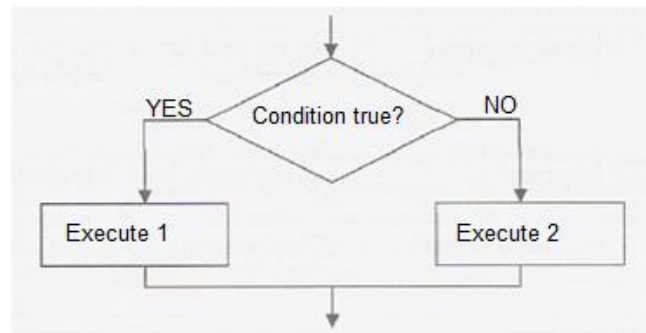 YES
Condition true?
NO
Execute 1
Execute 2